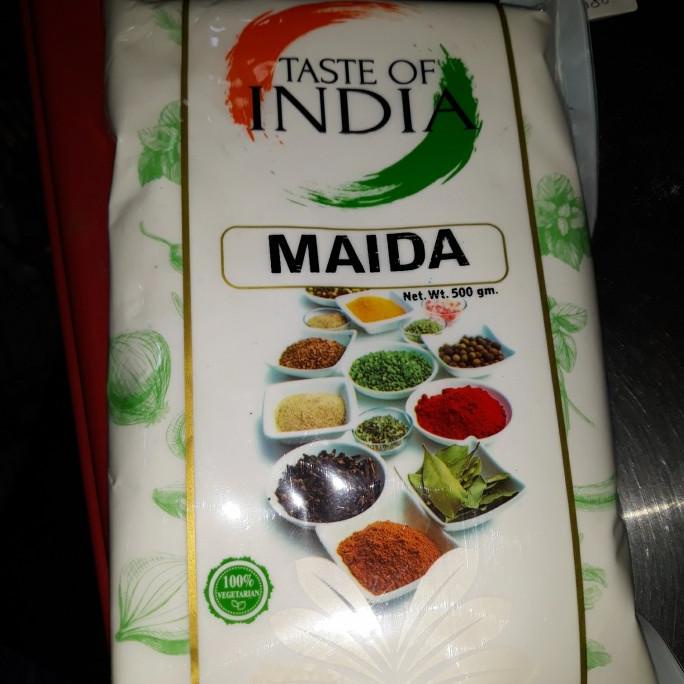 TASTE OF
INDIA
MAIDA
Net. Wt. 500 gm.
100%
VEGETARIAN